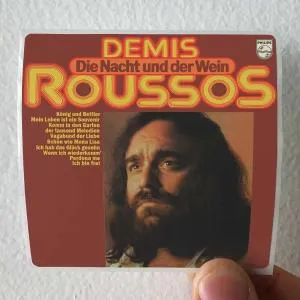 DEMIS
PHILIPS
Die Nacht und der Wein
ROUSSOS
König und Bettler
Mein Leben ist ein Souvenir
Komm in den Garten
der tausend Melodien
Vagabund der Liebe
Schön wie Mona Lisa
Ich hab das Glück gesehn
Wann ich wiederkomm'
Perdona me
Ich bin frei